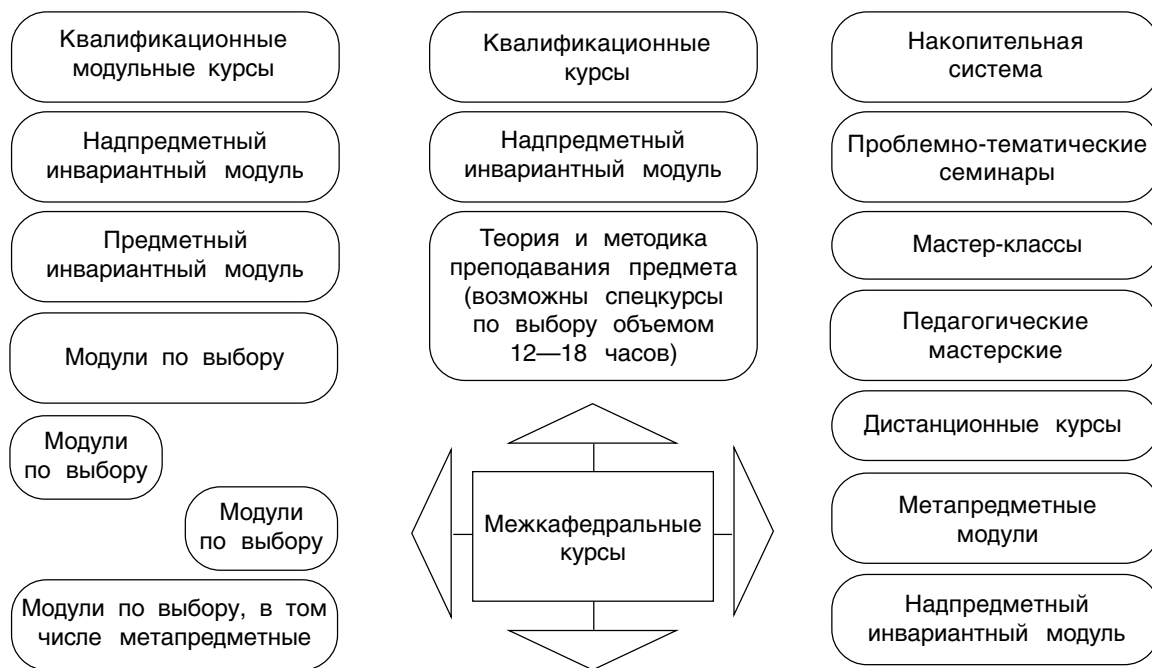 Квалификационные
модульные курсы
Надпредметный
инвариантный модуль
Предметный
инвариантный модуль
Модули по выбору
Модули
по выбору
Модули
по выбору
Модули по выбору, в том
числе метапредметные
Квалификационные
курсы
Надпредметный
инвариантный модуль
Теория и методика
преподавания предмета
(возможны спецкурсы
по выбору объемом
12—18 часов)
Межкафедральные
курсы
Накопительная
система
Проблемно-тематические
семинары
Мастер-классы
Педагогические
мастерские
Дистанционные курсы
Метапредметные
модули
Надпредметный
инвариантный модуль